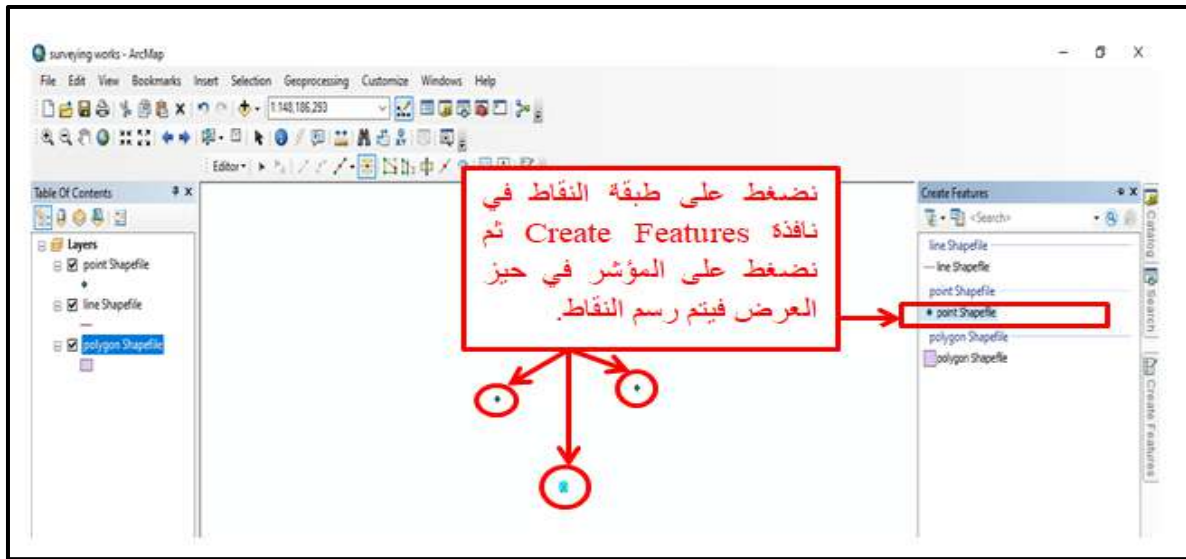 surveying works - ArcMap
File Edit View Bookmarks Insert Selection Geoprocessing Customize Windows Help
1:148,186,293
Editor
Table Of Contents
Layers
point Shapefile
line Shapefile
polygon Shapefile
نضغط على طبقة النقاط في
نافذة Create Features ثم
نضغط على المؤشر في حيز
العرض فيتم رسم النقاط.
Create Features
<Search>
line Shapefile
line Shapefile
point Shapefile
point Shapefile
polygon Shapefile
polygon Shapefile
Catalog
Search
Create Features